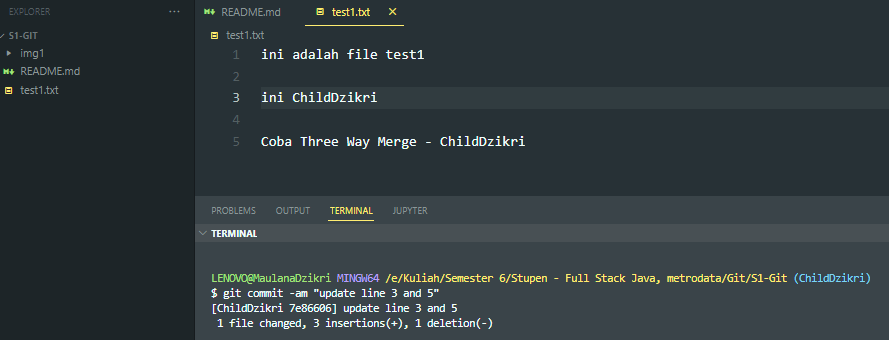 EXPLORER ...
README.md test1.txt
S1-GIT
img1
README.md
test1.txt
test1.txt
1 ini adalah file test1
2
3 ini ChildDzikri
4
5 Coba Three Way Merge - ChildDzikri
PROBLEMS OUTPUT TERMINAL JUPYTER
TERMINAL
LENOVO@MaulanaDzikri MINGW64 /e/Kuliah/Semester 6/Stupen - Full Stack Java, metrodata/Git/S1-Git (ChildDzikri)
$ git commit -am "update line 3 and 5"
[ChildDzikri 7e86606] update line 3 and 5
1 file changed, 3 insertions(+), 1 deletion(-)